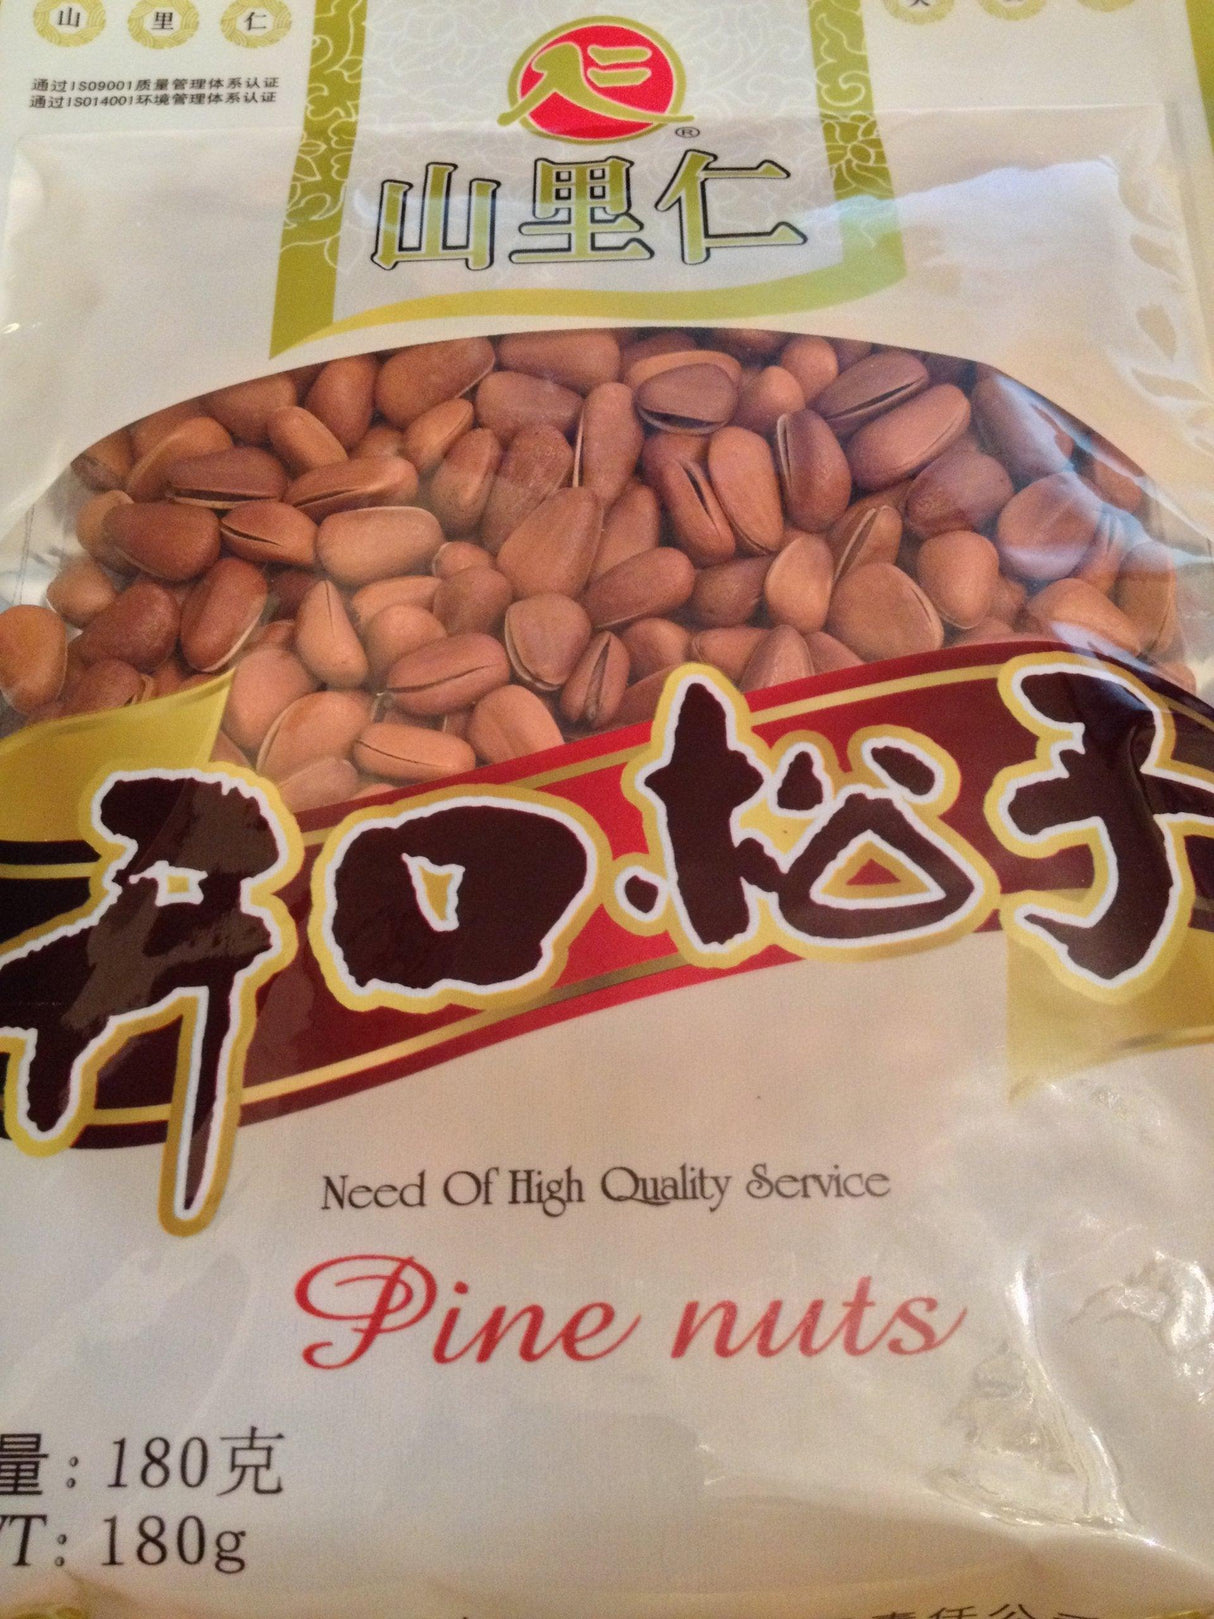 山里仁
通过ISO9001质量管理体系认证
通过ISO14001环境管理体系认证
仁
®
山里仁
开口·松子
Need Of High Quality Service
Pine nuts
量: 180克
T: 180g